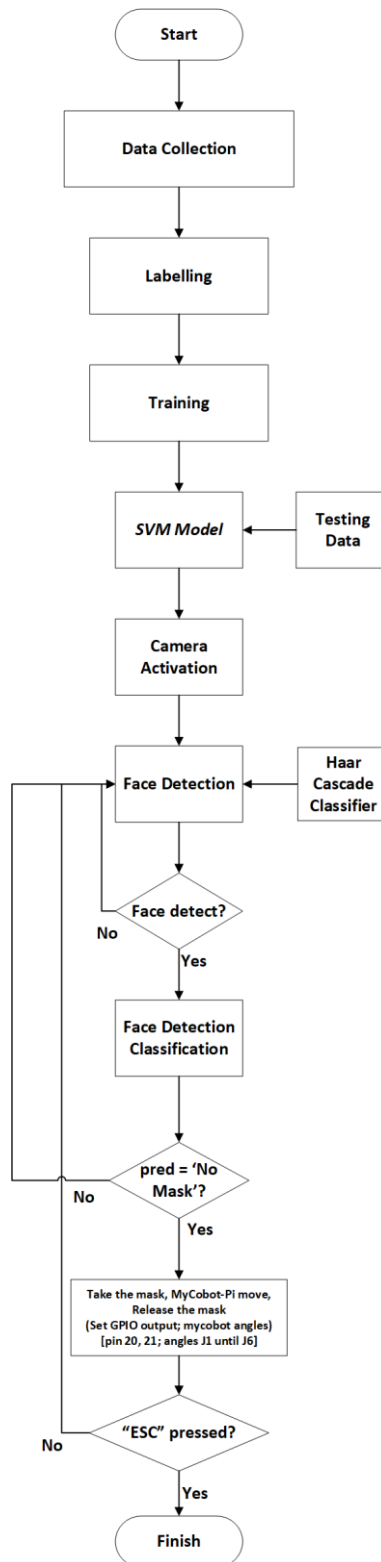 Start
Data Collection
Labelling
Training
SVM Model
Testing
Data
Camera
Activation
Face Detection
Haar
Cascade
Classifier
Face detect?
No
Yes
Face Detection
Classification
pred = ‘No
Mask’?
No
Yes
Take the mask, MyCobot-Pi move,
Release the mask
(Set GPIO output; mycobot angles)
[pin 20, 21; angles J1 until J6]
“ESC” pressed?
No
Yes
Finish